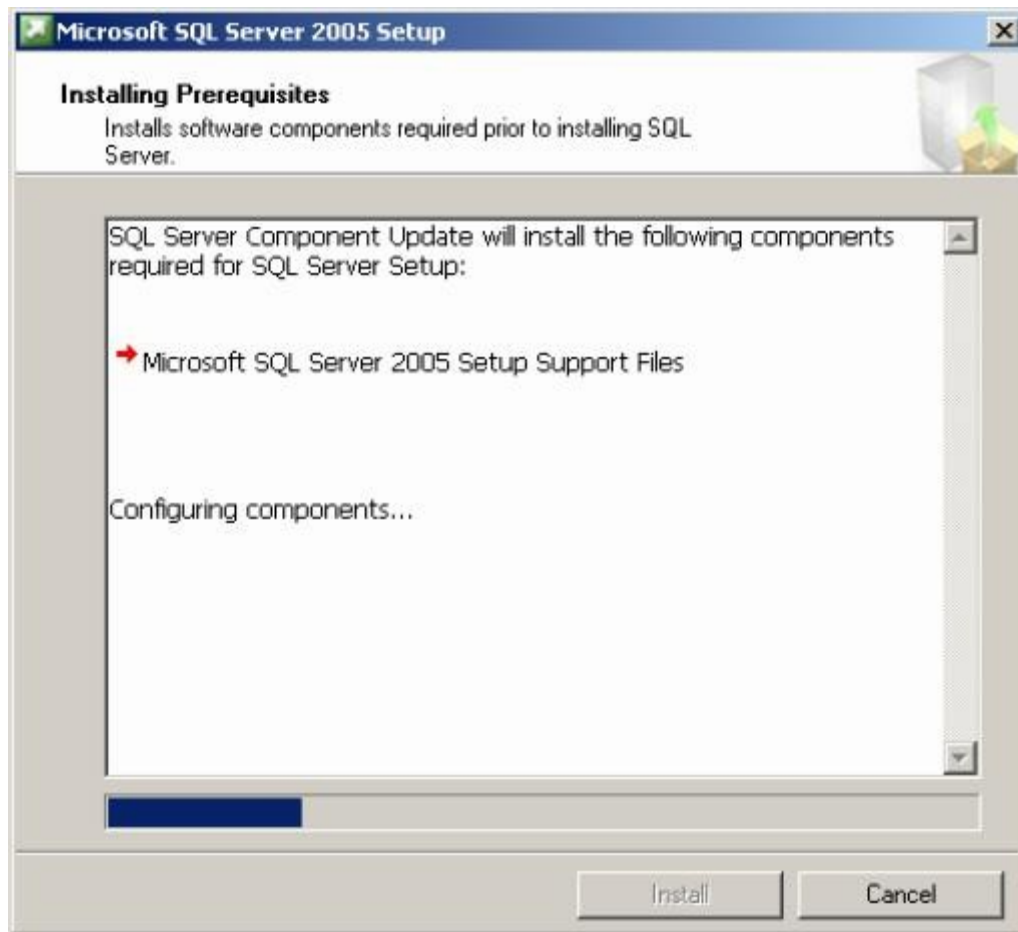 Microsoft SQL Server 2005 Setup
Installing Prerequisites
Installs software components required prior to installing SQL
Server.
SQL Server Component Update will install the following components
required for SQL Server Setup:
Microsoft SQL Server 2005 Setup Support Files
Configuring components...
Install
Cancel